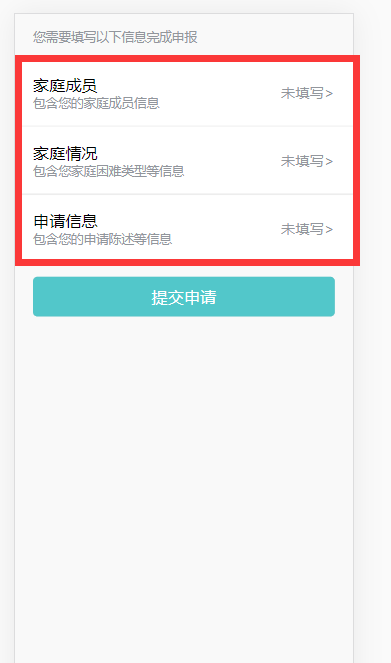 您需要填写以下信息完成申报
家庭成员
包含您的家庭成员信息
未填写>
家庭情况
包含您家庭困难类型等信息
未填写>
申请信息
包含您的申请陈述等信息
未填写>
提交申请